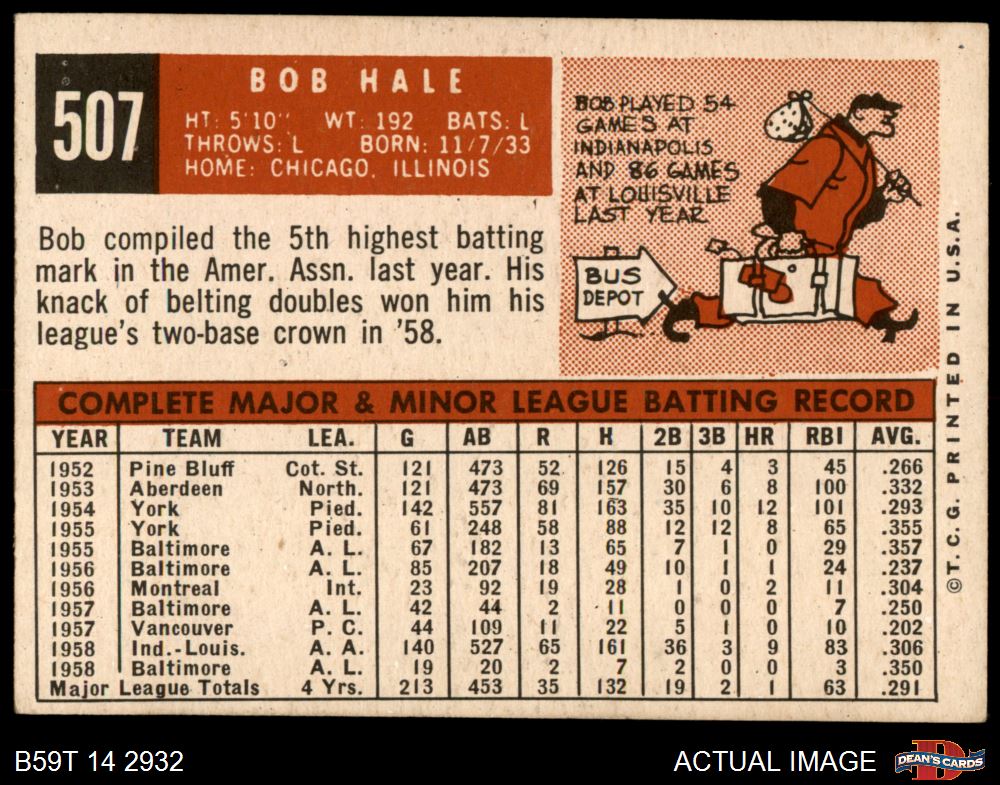 507
BOB HALE
HT: 5'10" WT: 192 BATS: L
THROWS: L BORN: 11/7/33
HOME: CHICAGO, ILLINOIS
Bob compiled the 5th highest batting
mark in the Amer. Assn. last year. His
knack of belting doubles won him his
league's two-base crown in '58.
BOB PLAYED 54
GAMES AT
INDIANAPOLIS
AND 86 GAMES
AT LOUISVILLE
LAST YEAR
BUS
DEPOT
COMPLETE MAJOR & MINOR LEAGUE BATTING RECORD
YEAR TEAM LEA. G AB R H 2B 3B HR RBI AVG.
1952 Pine Bluff Cot. St. 121 473 52 126 15 4 3 45 .266
1953 Aberdeen North. 121 473 69 157 30 6 8 100 .332
1954 York Pied. 142 557 81 163 35 10 12 101 .293
1955 York Pied. 61 248 58 88 12 12 8 65 .355
1955 Baltimore A. L. 67 182 13 65 7 1 0 29 .357
1956 Baltimore A. L. 85 207 18 49 10 1 1 24 .237
1956 Montreal Int. 23 92 19 28 1 0 2 11 .304
1957 Baltimore A. L. 42 44 2 11 0 0 0 7 .250
1957 Vancouver P. C. 44 109 11 22 5 1 0 10 .202
1958 Ind.-Louis. A. A. 140 527 65 161 36 3 9 83 .306
1958 Baltimore A. L. 19 20 2 7 2 0 0 3 .350
Major League Totals 4 Yrs. 213 453 35 132 19 2 1 63 .291
©T.C.G. PRINTED IN U.S.A.
B59T 14 2932
ACTUAL IMAGE
DEAN'S CARDS